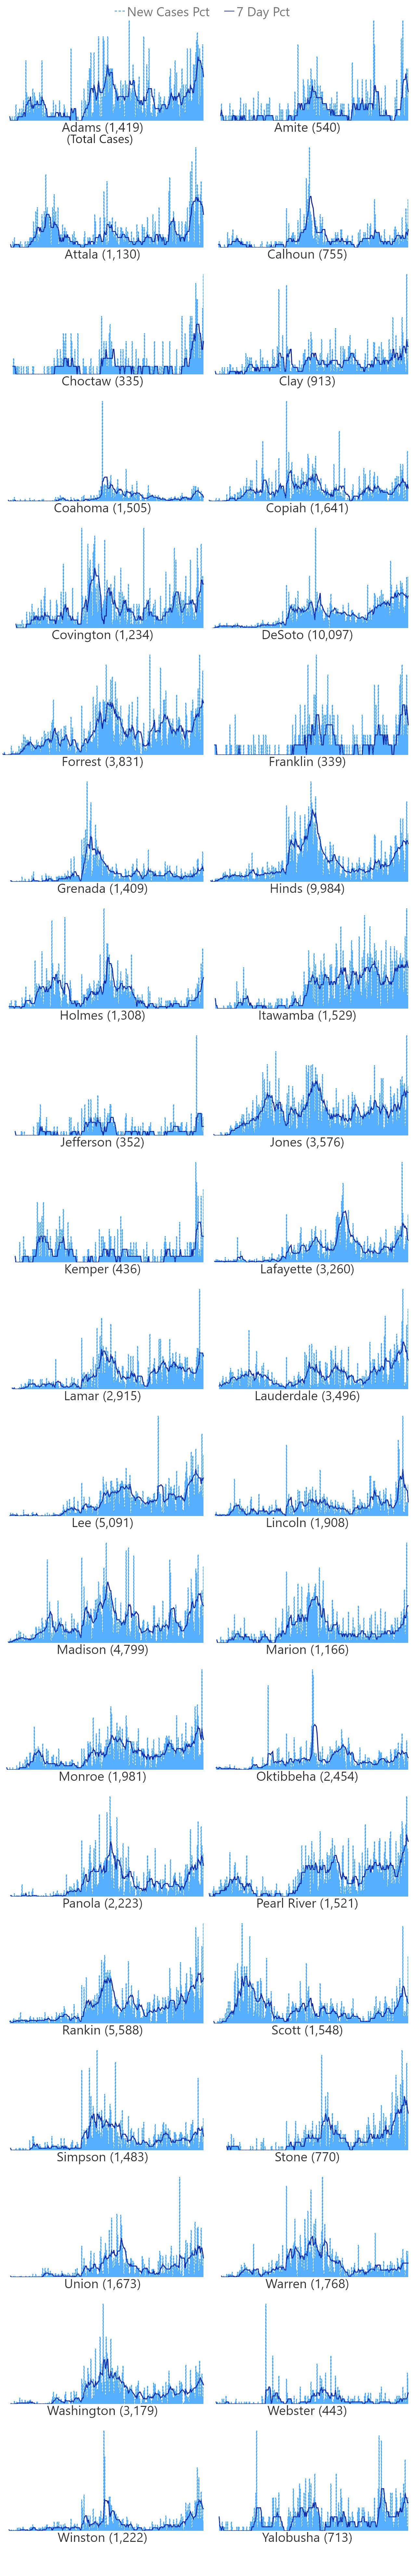 New Cases Pct 7 Day Pct
Adams (1,419) Amite (540)
(Total Cases)
Attala (1,130) Calhoun (755)
Choctaw (335) Clay (913)
Coahoma (1,505) Copiah (1,641)
Covington (1,234) DeSoto (10,097)
Forrest (3,831) Franklin (339)
Grenada (1,409) Hinds (9,984)
Holmes (1,308) Itawamba (1,529)
Jefferson (352) Jones (3,576)
Kemper (436) Lafayette (3,260)
Lamar (2,915) Lauderdale (3,496)
Lee (5,091) Lincoln (1,908)
Madison (4,799) Marion (1,166)
Monroe (1,981) Oktibbeha (2,454)
Panola (2,223) Pearl River (1,521)
Rankin (5,588) Scott (1,548)
Simpson (1,483) Stone (770)
Union (1,673) Warren (1,768)
Washington (3,179) Webster (443)
Winston (1,222) Yalobusha (713)